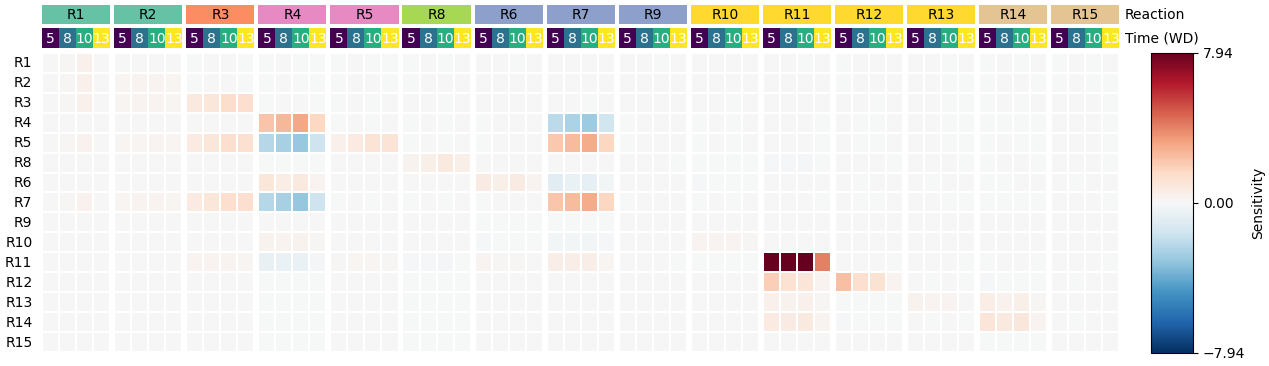 R1 R2 R3 R4 R5 R8 R6 R7 R9 R10 R11 R12 R13 R14 R15 Reaction
5 8 10 13 5 8 10 13 5 8 10 13 5 8 10 13 5 8 10 13 5 8 10 13 5 8 10 13 5 8 10 13 5 8 10 13 5 8 10 13 5 8 10 13 5 8 10 13 5 8 10 13 5 8 10 13 5 8 10 13 Time (WD)
7.94
R1
R2
R3
R4
R5
R8
R6
R7
R9
R10
R11
R12
R13
R14
R15
0.00
Sensitivity
−7.94